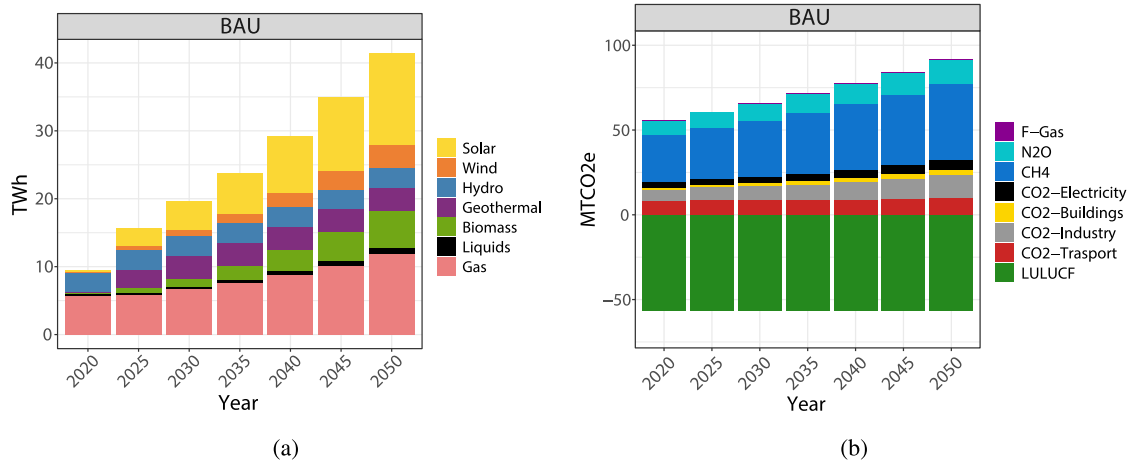 BAU
TWh
40
30
20
10
0
2020
2025
2030
2035
2040
2045
2050
Year
Solar
Wind
Hydro
Geothermal
Biomass
Liquids
Gas
(a)
BAU
MTCO2e
100
50
0
−50
2020
2025
2030
2035
2040
2045
2050
Year
F−Gas
N2O
CH4
CO2−Electricity
CO2−Buildings
CO2−Industry
CO2−Trasport
LULUCF
(b)